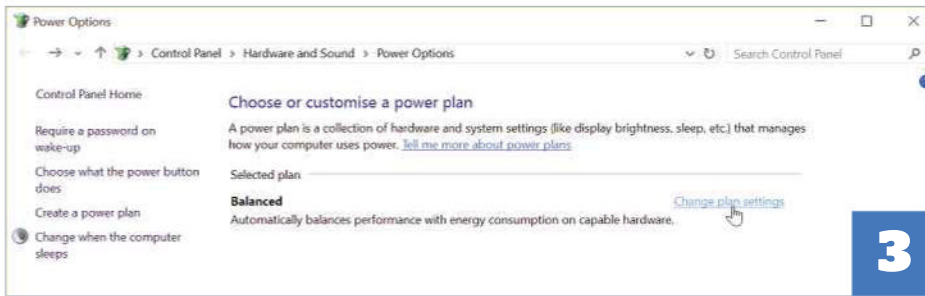 Power Options
Control Panel > Hardware and Sound > Power Options
Search Control Panel
Control Panel Home
Require a password on
wake-up
Choose what the power button
does
Create a power plan
Change when the computer
sleeps
Choose or customise a power plan
A power plan is a collection of hardware and system settings (like display brightness, sleep, etc.) that manages
how your computer uses power. Tell me more about power plans
Selected plan
Balanced
Change plan settings
Automatically balances performance with energy consumption on capable hardware.
3